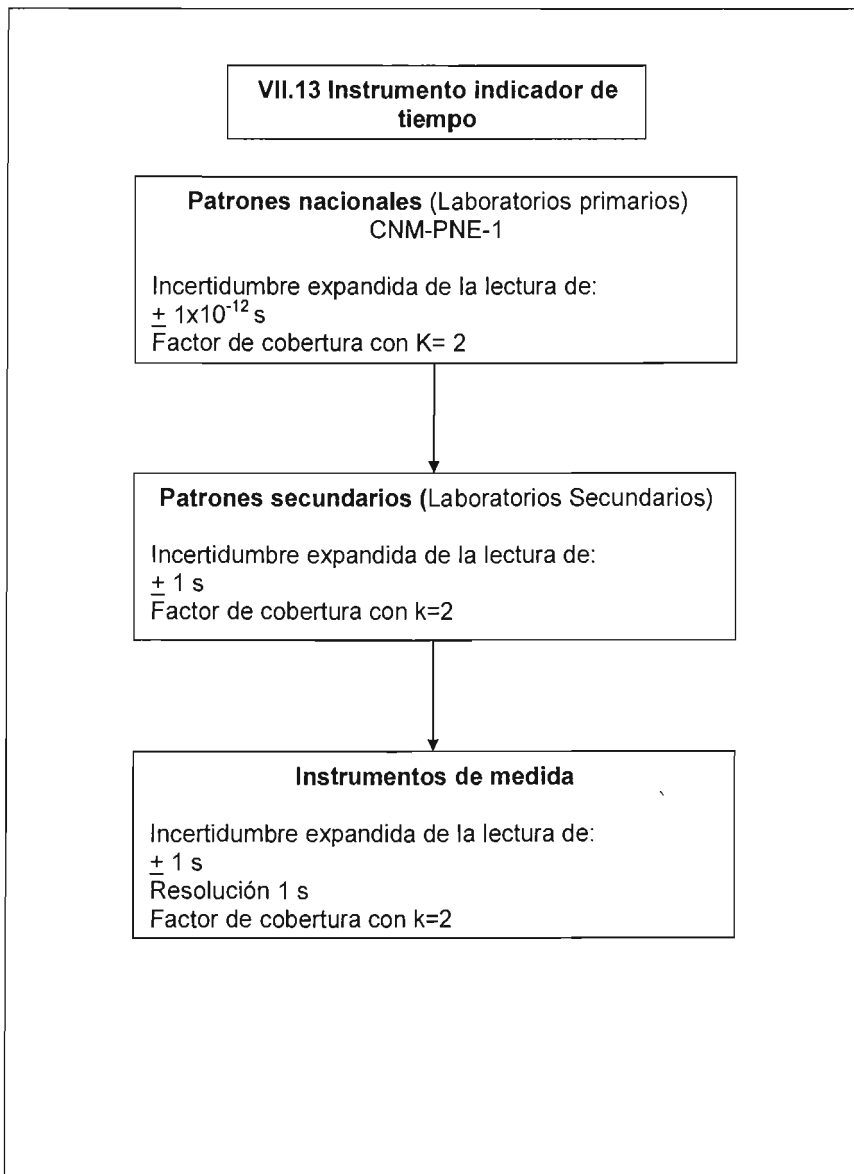 VII.13 Instrumento indicador de
tiempo
Patrones nacionales (Laboratorios primarios)
CNM-PNE-1
Incertidumbre expandida de la lectura de:
± 1x10⁻¹² s
Factor de cobertura con K= 2
Patrones secundarios (Laboratorios Secundarios)
Incertidumbre expandida de la lectura de:
± 1 s
Factor de cobertura con k=2
Instrumentos de medida
Incertidumbre expandida de la lectura de:
± 1 s
Resolución 1 s
Factor de cobertura con k=2